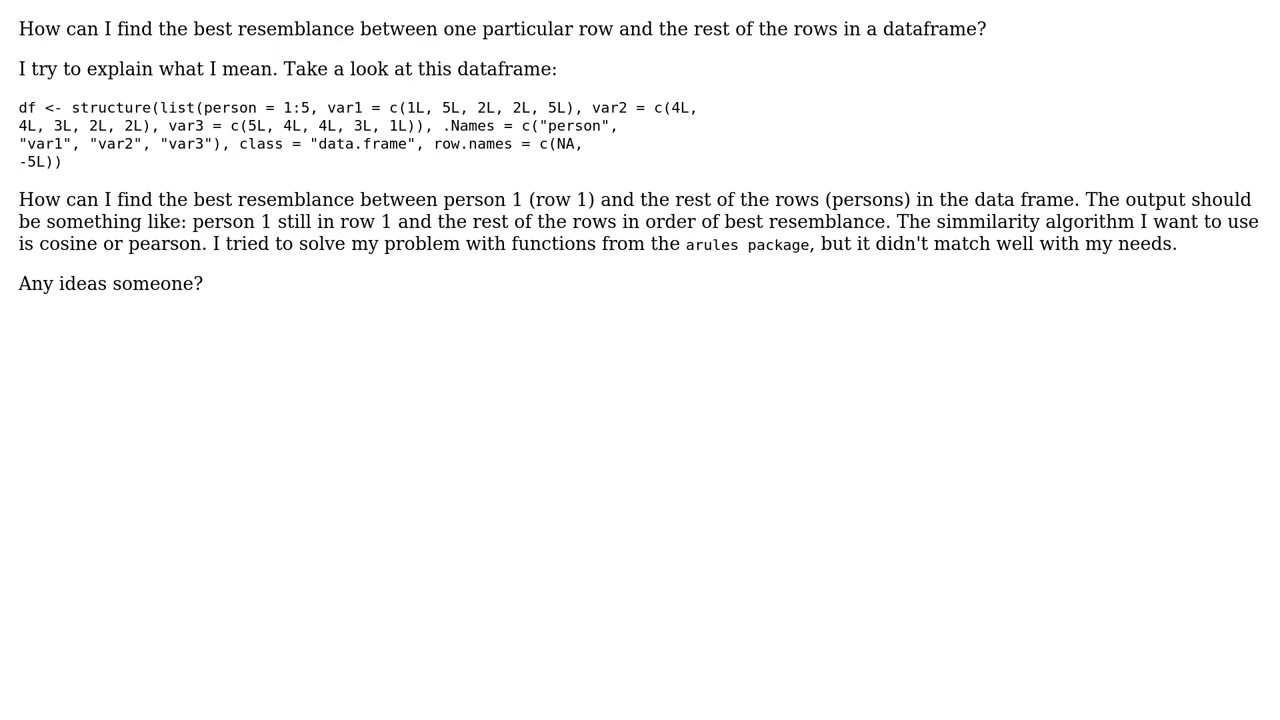 How can I find the best resemblance between one particular row and the rest of the rows in a dataframe?
I try to explain what I mean. Take a look at this dataframe:
df <- structure(list(person = 1:5, var1 = c(1L, 5L, 2L, 2L, 5L), var2 = c(4L,
4L, 3L, 2L, 2L), var3 = c(5L, 4L, 4L, 3L, 1L)), .Names = c("person",
"var1", "var2", "var3"), class = "data.frame", row.names = c(NA,
-5L))
How can I find the best resemblance between person 1 (row 1) and the rest of the rows (persons) in the data frame. The output should
be something like: person 1 still in row 1 and the rest of the rows in order of best resemblance. The simmilarity algorithm I want to use
is cosine or pearson. I tried to solve my problem with functions from the arules package, but it didn't match well with my needs.
Any ideas someone?